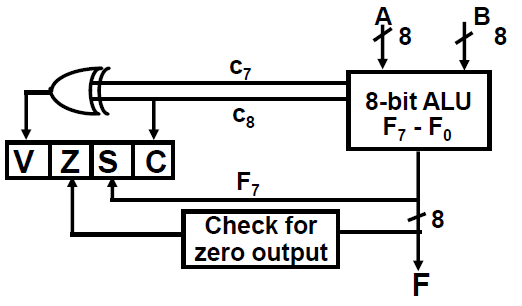 A
B
8
8
c7
8-bit ALU
F7 - F0
c8
V Z S C
F7
8
Check for
zero output
F